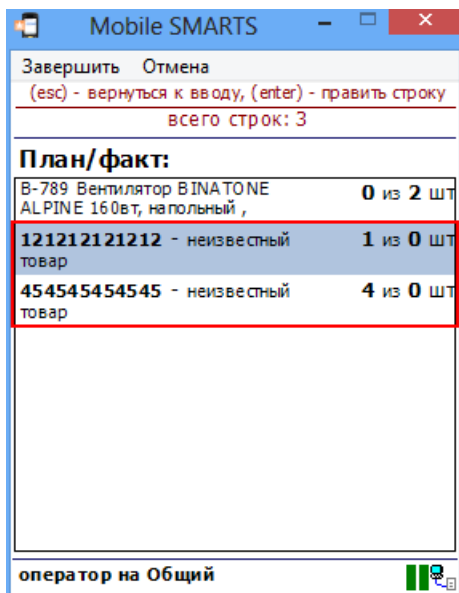 Mobile SMARTS
Завершить Отмена
(esc) - вернуться к вводу, (enter) - править строку
всего строк: 3
План/факт:
В-789 Вентилятор BINATONE 0 из 2 шт
ALPINE 160вт, напольный ,
121212121212 - неизвестный 1 из 0 шт
товар
454545454545 - неизвестный 4 из 0 шт
товар
оператор на Общий